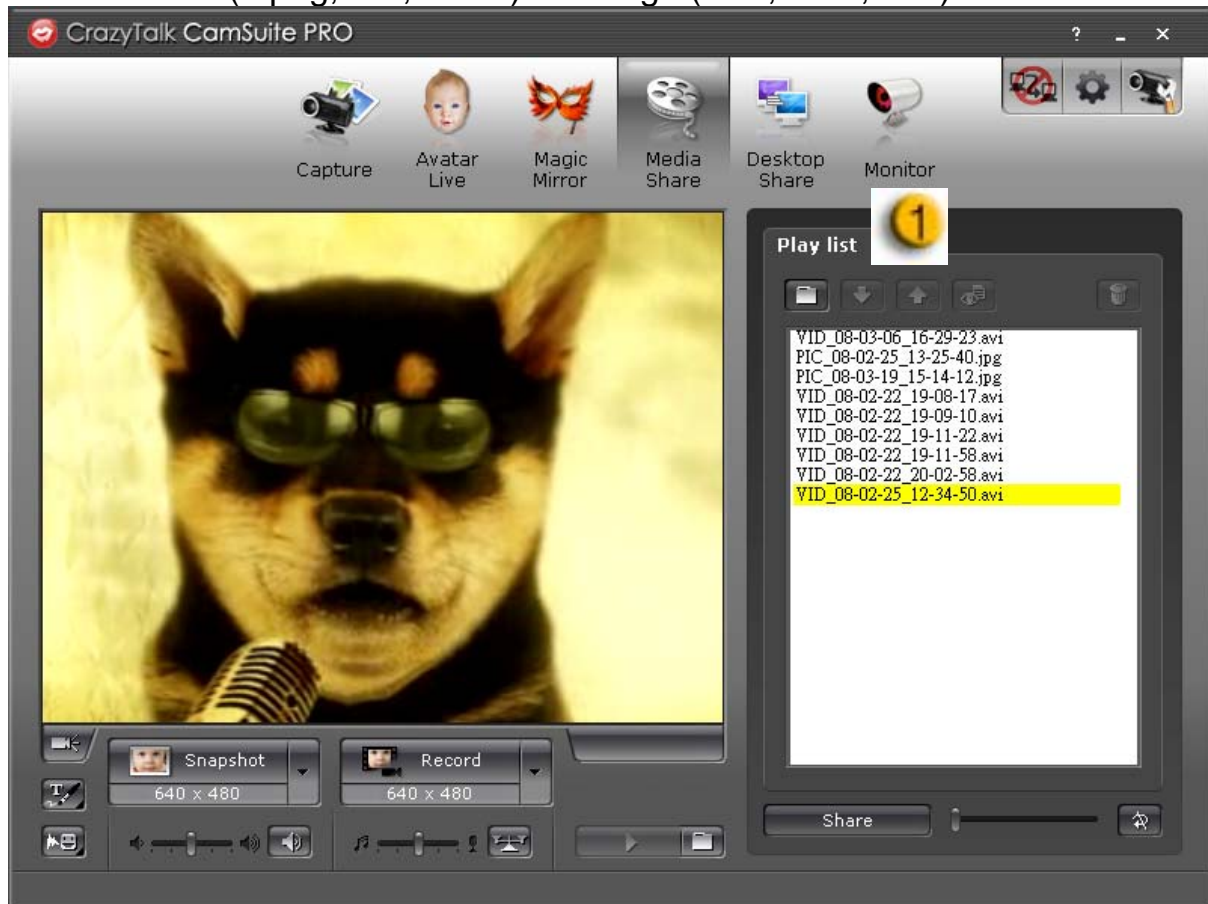 CrazyTalk CamSuite PRO
?
Capture
Avatar Live
Magic Mirror
Media Share
Desktop Share
Monitor
1
Play list
VID_08-03-06_16-29-23.avi
PIC_08-02-25_13-25-40.jpg
PIC_08-03-19_15-14-12.jpg
VID_08-02-22_19-08-17.avi
VID_08-02-22_19-09-10.avi
VID_08-02-22_19-11-22.avi
VID_08-02-22_19-11-58.avi
VID_08-02-22_20-02-58.avi
VID_08-02-25_12-34-50.avi
Snapshot
640 x 480
Record
640 x 480
T
Share